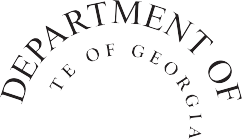 DEPARTMENT OF
TE OF GEORGIA